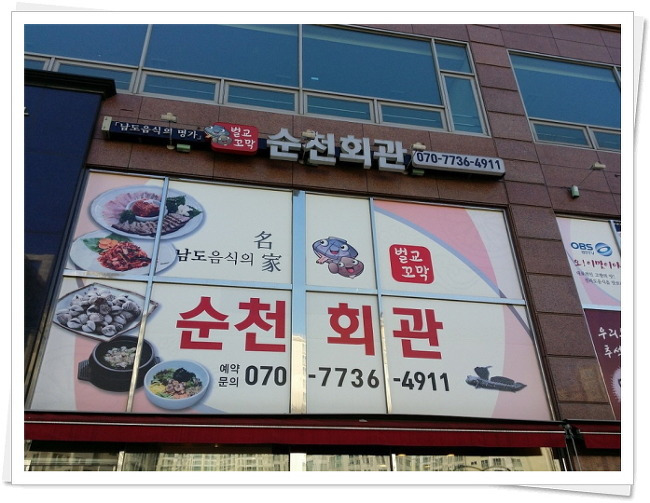 「남도음식의 명가」 벌교 꼬막 순천회관 070-7736-4911
남도음식의 名家
벌교 꼬막
순천회관
예약 문의 070-7736-4911
OBS